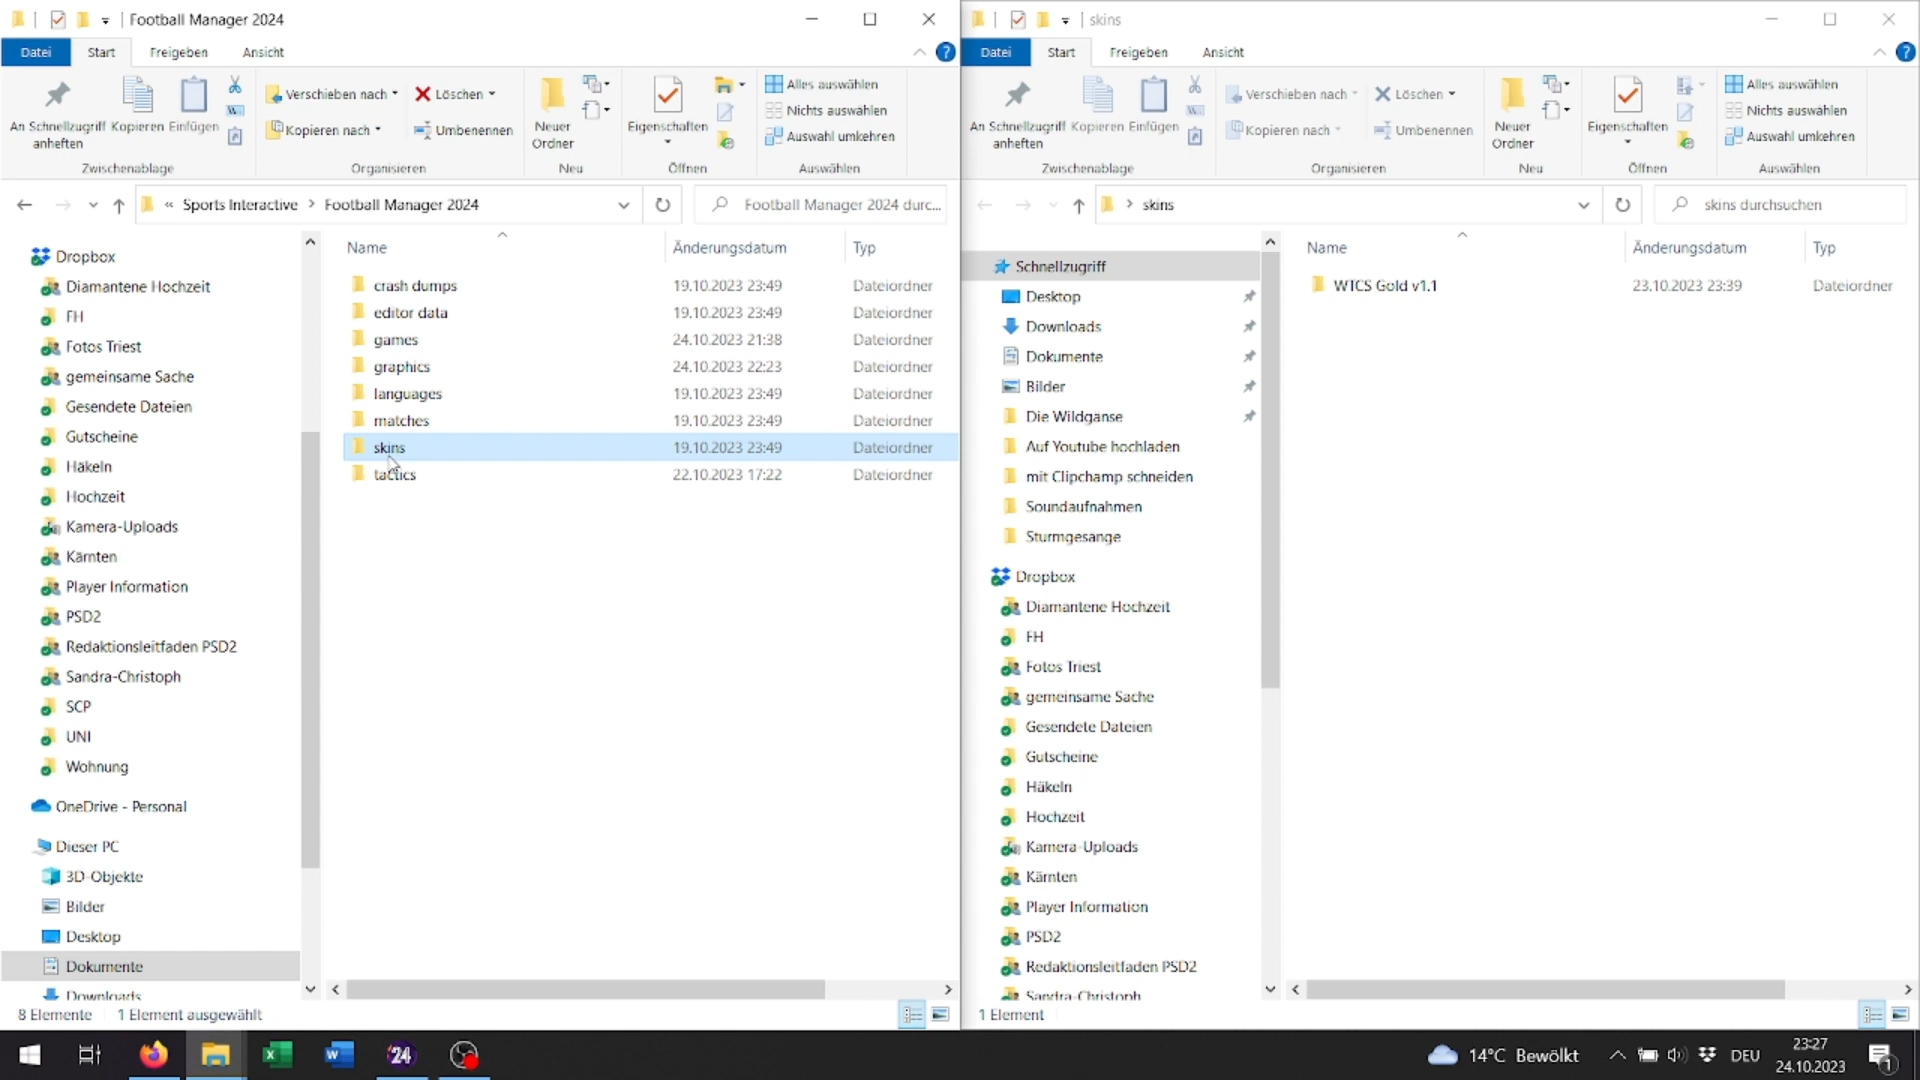 Football Manager 2024
Datei Start Freigeben Ansicht
An Schnellzugriff anheften
Kopieren
Einfügen
Verschieben nach
Kopieren nach
Löschen
Umbenennen
Neuer Ordner
Eigenschaften
Alles auswählen
Nichts auswählen
Auswahl umkehren
Zwischenablage Organisieren Neu Öffnen Auswählen
« Sports Interactive > Football Manager 2024
Football Manager 2024 durc...
Dropbox
Diamantene Hochzeit
FH
Fotos Triest
gemeinsame Sache
Gesendete Dateien
Gutscheine
Häkeln
Hochzeit
Kamera-Uploads
Kärnten
Player Information
PSD2
Redaktionsleitfaden PSD2
Sandra-Christoph
SCP
UNI
Wohnung
OneDrive - Personal
Dieser PC
3D-Objekte
Bilder
Desktop
Dokumente
Downloads
Name Änderungsdatum Typ
crash dumps 19.10.2023 23:49 Dateiordner
editor data 19.10.2023 23:49 Dateiordner
games 24.10.2023 21:38 Dateiordner
graphics 24.10.2023 22:23 Dateiordner
languages 19.10.2023 23:49 Dateiordner
matches 19.10.2023 23:49 Dateiordner
skins 19.10.2023 23:49 Dateiordner
tactics 22.10.2023 17:22 Dateiordner
8 Elemente 1 Element ausgewählt
skins
Datei Start Freigeben Ansicht
An Schnellzugriff anheften
Kopieren
Einfügen
Verschieben nach
Kopieren nach
Löschen
Umbenennen
Neuer Ordner
Eigenschaften
Alles auswählen
Nichts auswählen
Auswahl umkehren
Zwischenablage Organisieren Neu Öffnen Auswählen
> skins
skins durchsuchen
Schnellzugriff
Desktop
Downloads
Dokumente
Bilder
Die Wildganse
Auf Youtube hochladen
mit Clipchamp schneiden
Soundaufnahmen
Sturmgesange
Dropbox
Diamantene Hochzeit
FH
Fotos Triest
gemeinsame Sache
Gesendete Dateien
Gutscheine
Häkeln
Hochzeit
Kamera-Uploads
Kärnten
Player Information
PSD2
Redaktionsleitfaden PSD2
Sandra-Christoph
Name Änderungsdatum Typ
WTCS Gold v1.1 23.10.2023 23:39 Dateiordner
1 Element
24
14°C Bewölkt
DEU
23:27
24.10.2023
1